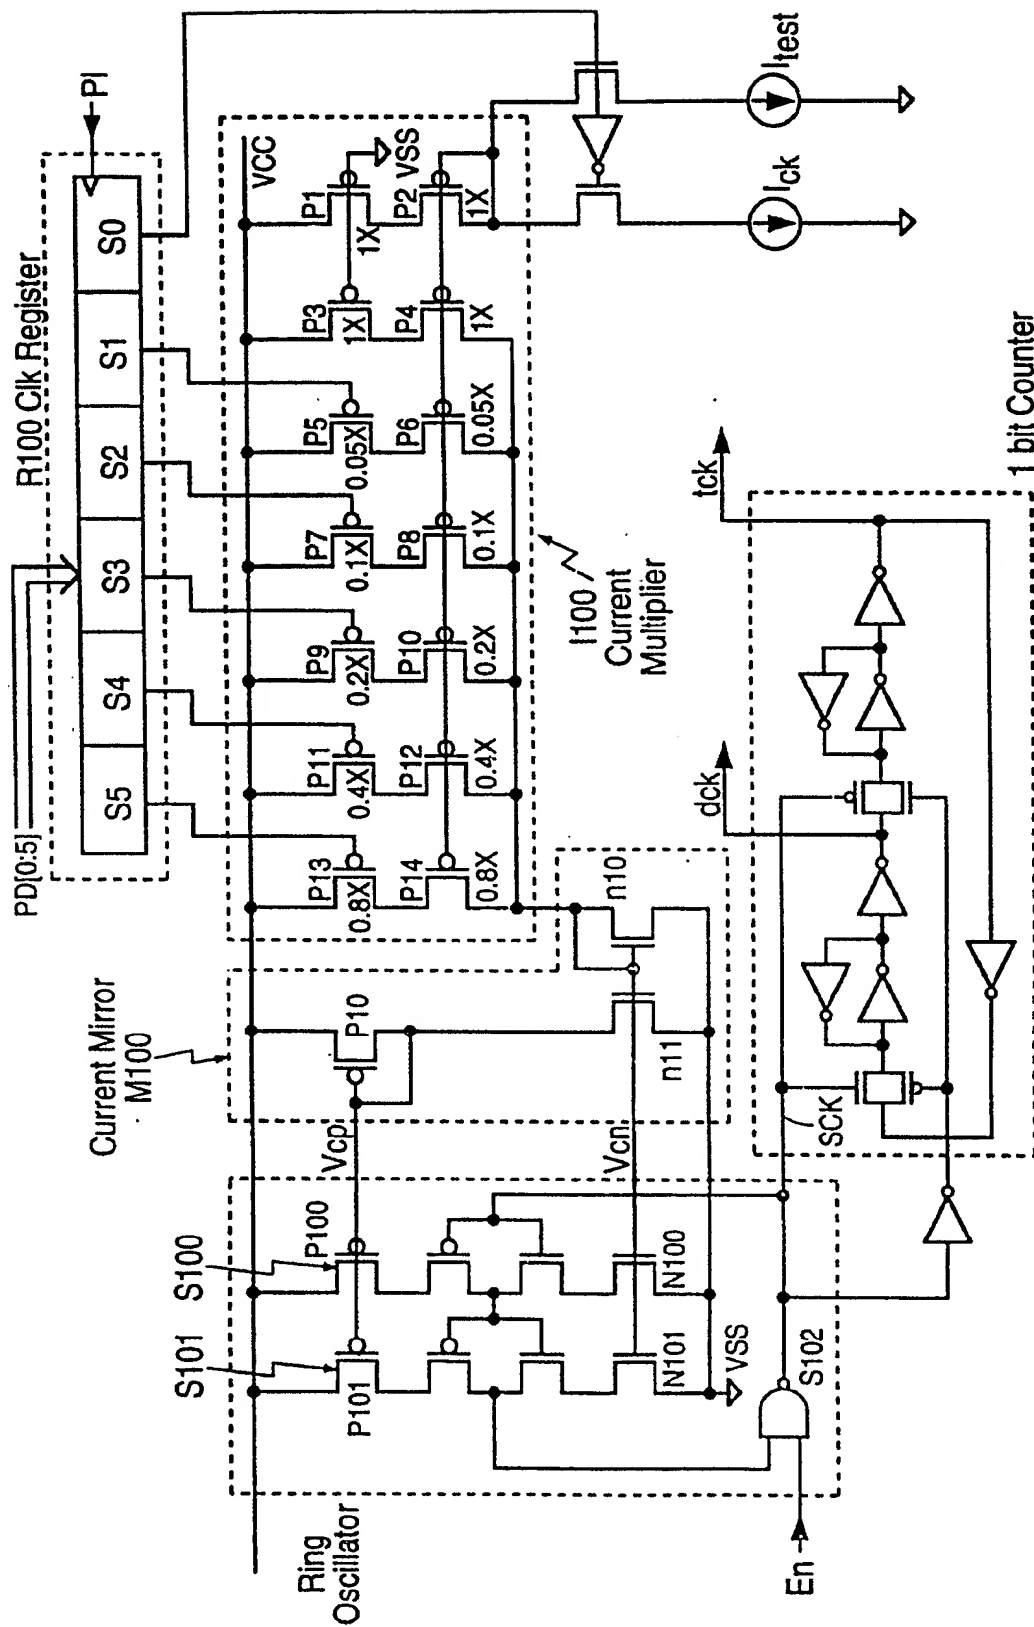 R100 Clk Register
PD[0:5]
PI
S5
S4
S3
S2
S1
S0
Current Mirror
M100
VCC
P13
0.8X
P11
0.4X
P9
0.2X
P7
0.1X
P5
0.05X
P3
1X
P1
1X
VSS
P14
0.8X
P12
0.4X
P10
0.2X
P8
0.1X
P6
0.05X
P4
1X
P2
1X
I100
Current
Multiplier
Ick
Itest
Ring
Oscillator
S101
S100
P101
P100
Vcp
P10
n10
n11
Vcn
N101
N100
VSS
S102
En
SCK
dck
tck
1 bit Counter